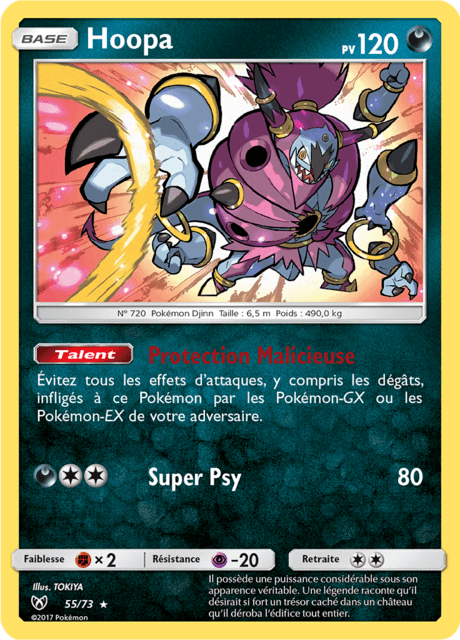 BASE Hoopa PV120
N° 720 Pokémon Djinn Taille : 6,5 m Poids : 490,0 kg
Talent Protection Malicieuse
Évitez tous les effets d'attaques, y compris les dégâts,
infligés à ce Pokémon par les Pokémon-GX ou les
Pokémon-EX de votre adversaire.
Super Psy 80
Faiblesse ×2 Résistance -20 Retraite
Illus. TOKIYA
55/73
©2017 Pokémon
Il possède une puissance considérable sous son
apparence véritable. Une légende raconte qu'il
désirait si fort un trésor caché dans un château
qu'il déroba l'édifice tout entier.